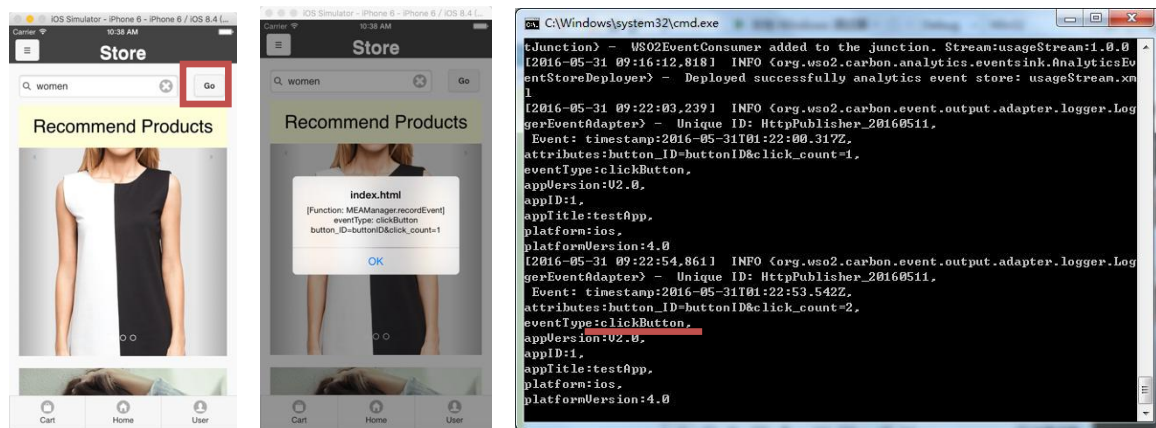 iOS Simulator - iPhone 6 - iPhone 6 / iOS 8.4 (...
Carrier 10:38 AM
Store
women Go
Recommend Products
Cart Home User
iOS Simulator - iPhone 6 - iPhone 6 / iOS 8.4 (...
Carrier 10:38 AM
Store
women Go
Recommend Products
index.html
[Function: MEAManager.recordEvent]
eventType: clickButton
button_ID=buttonID&click_count=1
OK
Cart Home User
C:\Windows\system32\cmd.exe
tJunction} - WSO2EventConsumer added to the junction. Stream:usageStream:1.0.0
[2016-05-31 09:16:12,818] INFO {org.wso2.carbon.analytics.eventsink.AnalyticsEv
entStoreDeployer} - Deployed successfully analytics event store: usageStream.xm
l
[2016-05-31 09:22:03,239] INFO {org.wso2.carbon.event.output.adapter.logger.Log
gerEventAdapter} - Unique ID: HttpPublisher_20160511,
Event: timestamp:2016-05-31T01:22:00.317Z,
attributes:button_ID=buttonID&click_count=1,
eventType:clickButton,
appVersion:V2.0,
appID:1,
appTitle:testApp,
platform:ios,
platformVersion:4.0
[2016-05-31 09:22:54,861] INFO {org.wso2.carbon.event.output.adapter.logger.Log
gerEventAdapter} - Unique ID: HttpPublisher_20160511,
Event: timestamp:2016-05-31T01:22:53.542Z,
attributes:button_ID=buttonID&click_count=2,
eventType:clickButton,
appVersion:V2.0,
appID:1,
appTitle:testApp,
platform:ios,
platformVersion:4.0